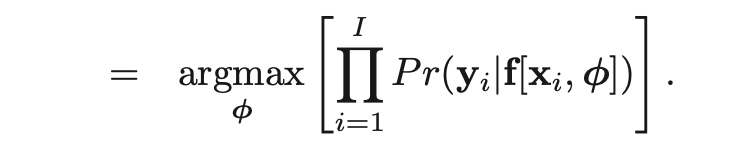 = argmax_ϕ [ ∏_{i=1}^{I} Pr(y_i|f[x_i, ϕ]) ] .